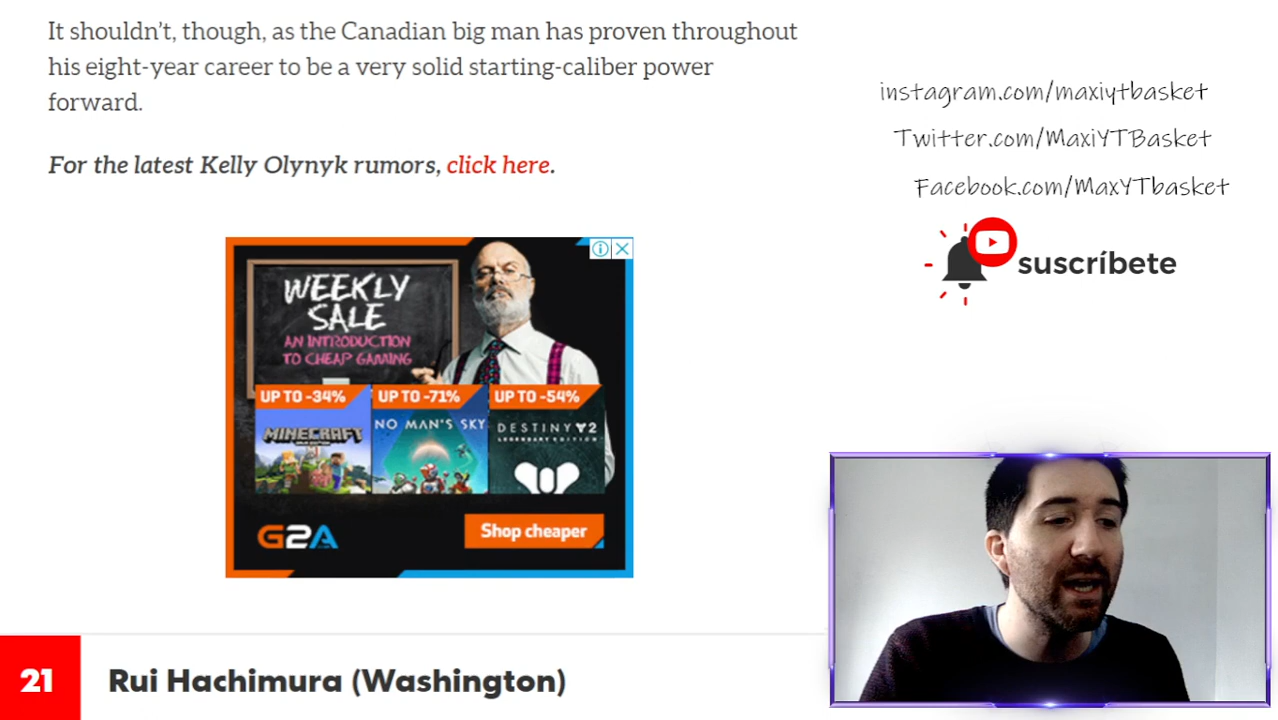 It shouldn’t, though, as the Canadian big man has proven throughout
his eight-year career to be a very solid starting-caliber power
forward.
For the latest Kelly Olynyk rumors, click here.
instagram.com/maxiytbasket
Twitter.com/MaxiYTBasket
Facebook.com/MaxYTbasket
suscríbete
WEEKLY
SALE
AN INTRODUCTION
TO CHEAP GAMING
UP TO -34%
UP TO -71%
UP TO -54%
MINECRAFT
NO MAN'S SKY
DESTINY 2
LEGENDARY EDITION
G2A
Shop cheaper
21
Rui Hachimura (Washington)